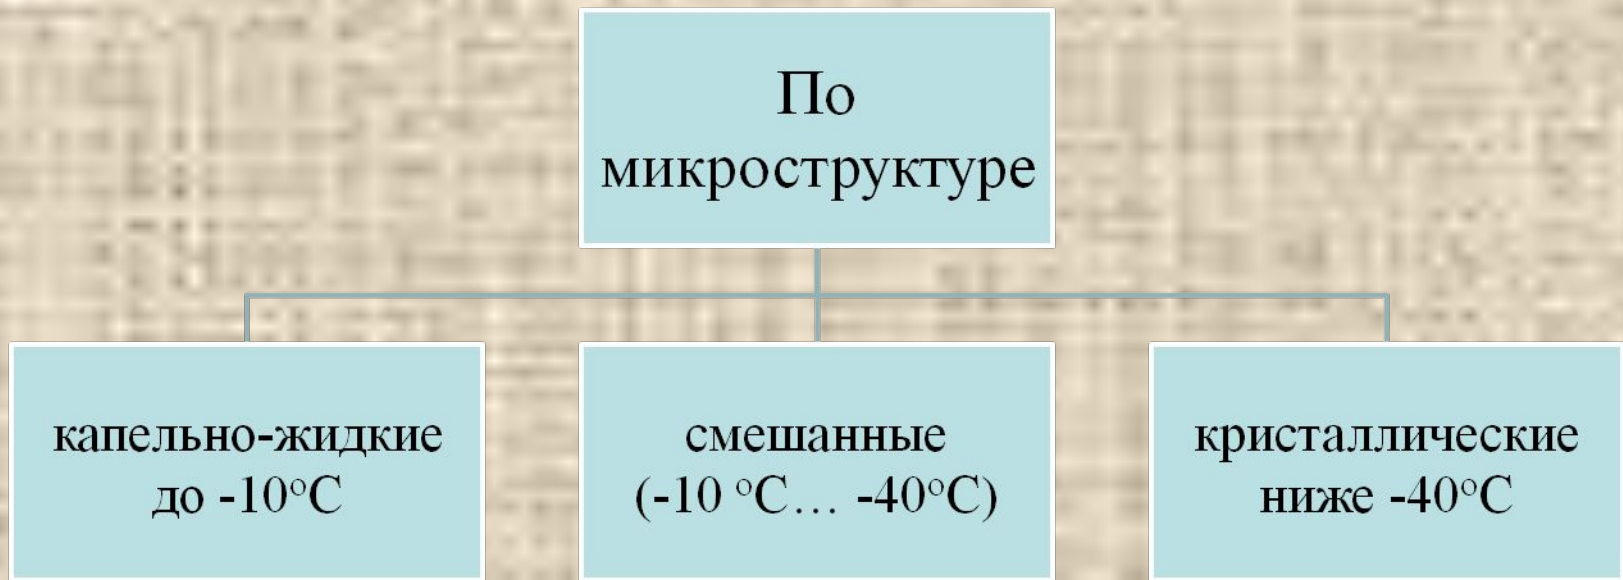 По
микроструктуре
капельно-жидкие
до -10°С
смешанные
(-10 °С… -40°С)
кристаллические
ниже -40°С